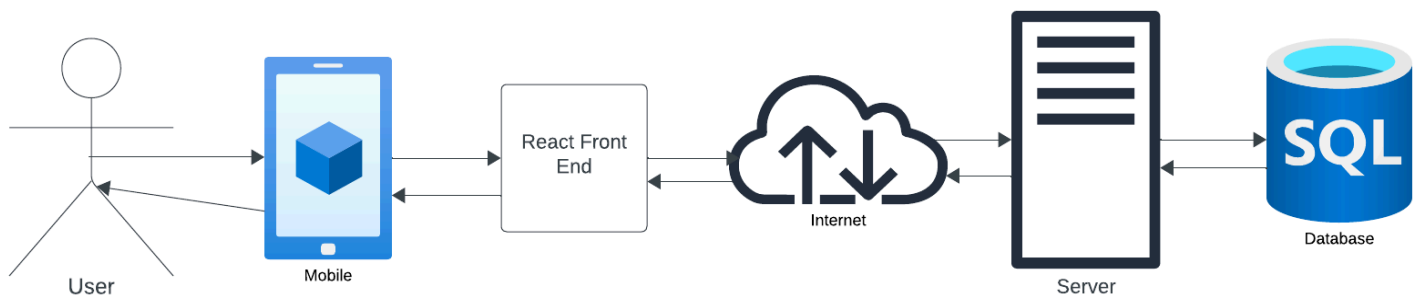 User
Mobile
React Front
End
Internet
Server
SQL
Database